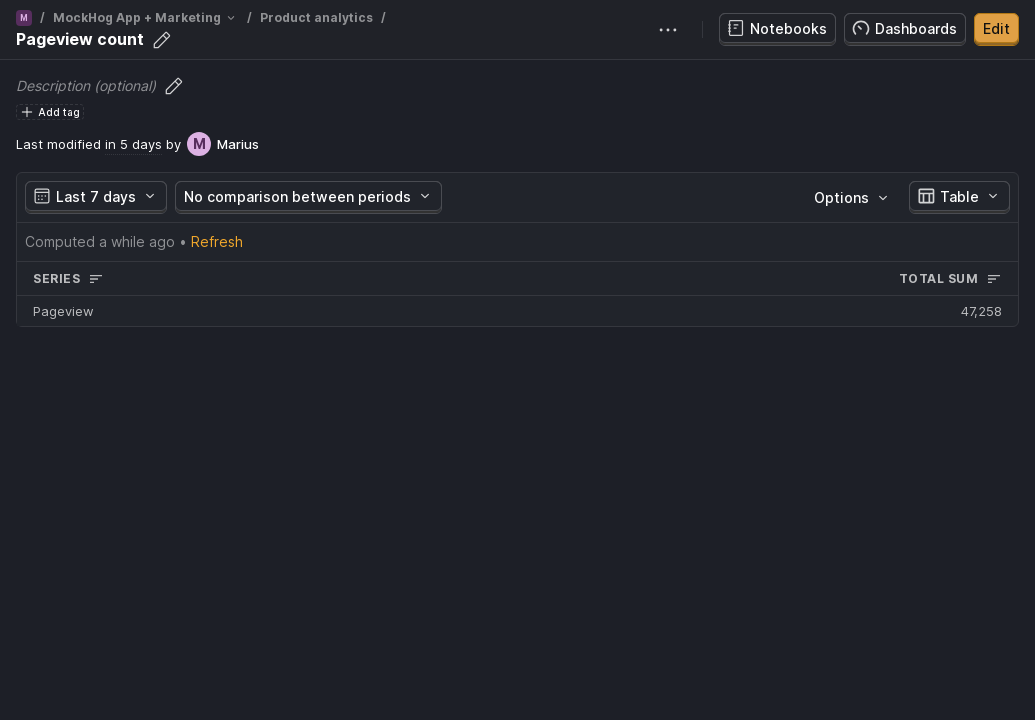 M / MockHog App + Marketing / Product analytics /
Pageview count
Notebooks
Dashboards
Edit
Description (optional)
Add tag
Last modified in 5 days by M Marius
Last 7 days
No comparison between periods
Options
Table
Computed a while ago • Refresh
SERIES
TOTAL SUM
Pageview
47,258